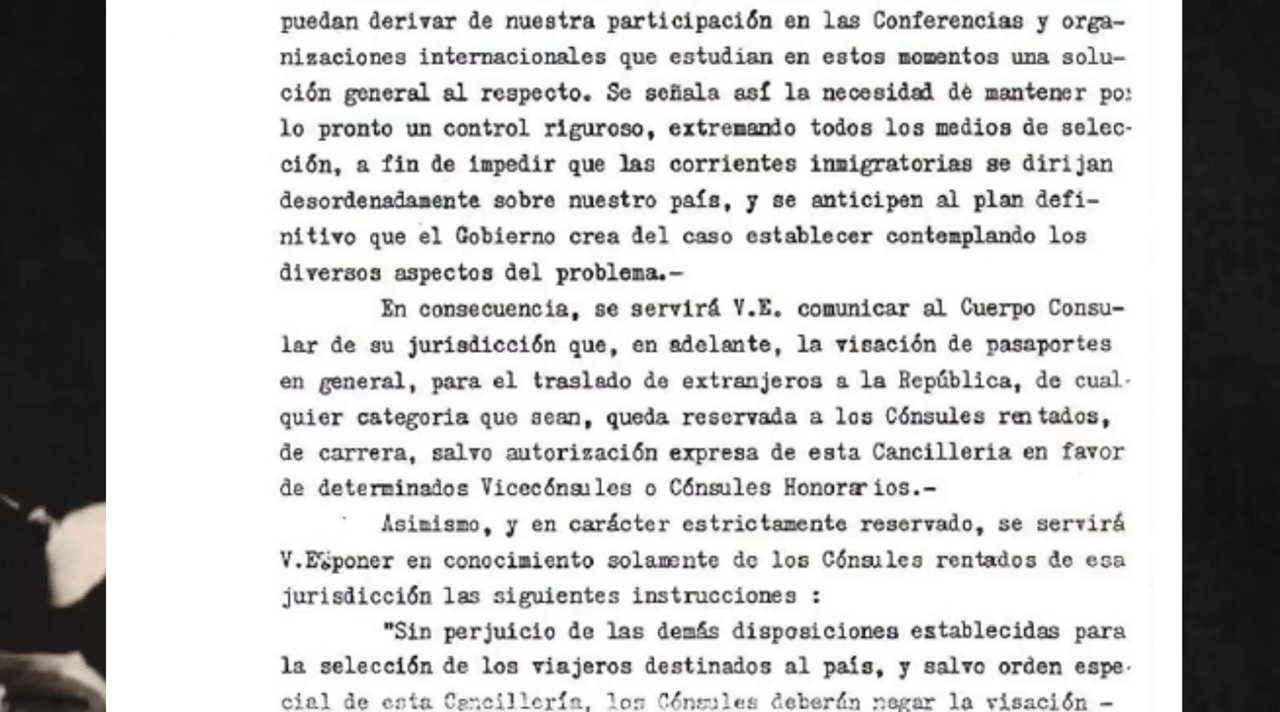 puedan derivar de nuestra participación en las Conferencias y orga-
nizaciones internacionales que estudian en estos momentos una solu-
ción general al respecto. Se señala así la necesidad de mantener por
lo pronto un control riguroso, extremando todos los medios de selec-
ción, a fin de impedir que las corrientes inmigratorias se dirijan
desordenadamente sobre nuestro país, y se anticipen al plan defi-
nitivo que el Gobierno crea del caso establecer contemplando los
diversos aspectos del problema.-
En consecuencia, se servirá V.E. comunicar al Cuerpo Consu-
lar de su jurisdicción que, en adelante, la visación de pasaportes
en general, para el traslado de extranjeros a la República, de cual-
quier categoria que sean, queda reservada a los Cónsules rentados,
de carrera, salvo autorización expresa de esta Cancilleria en favor
de determinados Vicecónsules o Cónsules Honorarios.-
Asimismo, y en carácter estrictamente reservado, se servirá
V.E. poner en conocimiento solamente de los Cónsules rentados de esa
jurisdicción las siguientes instrucciones :
"Sin perjuicio de las demás disposiciones establecidas para
la selección de los viajeros destinados al país, y salvo orden espe-
cial de esta Cancillería, los Cónsules deberán negar la visación -